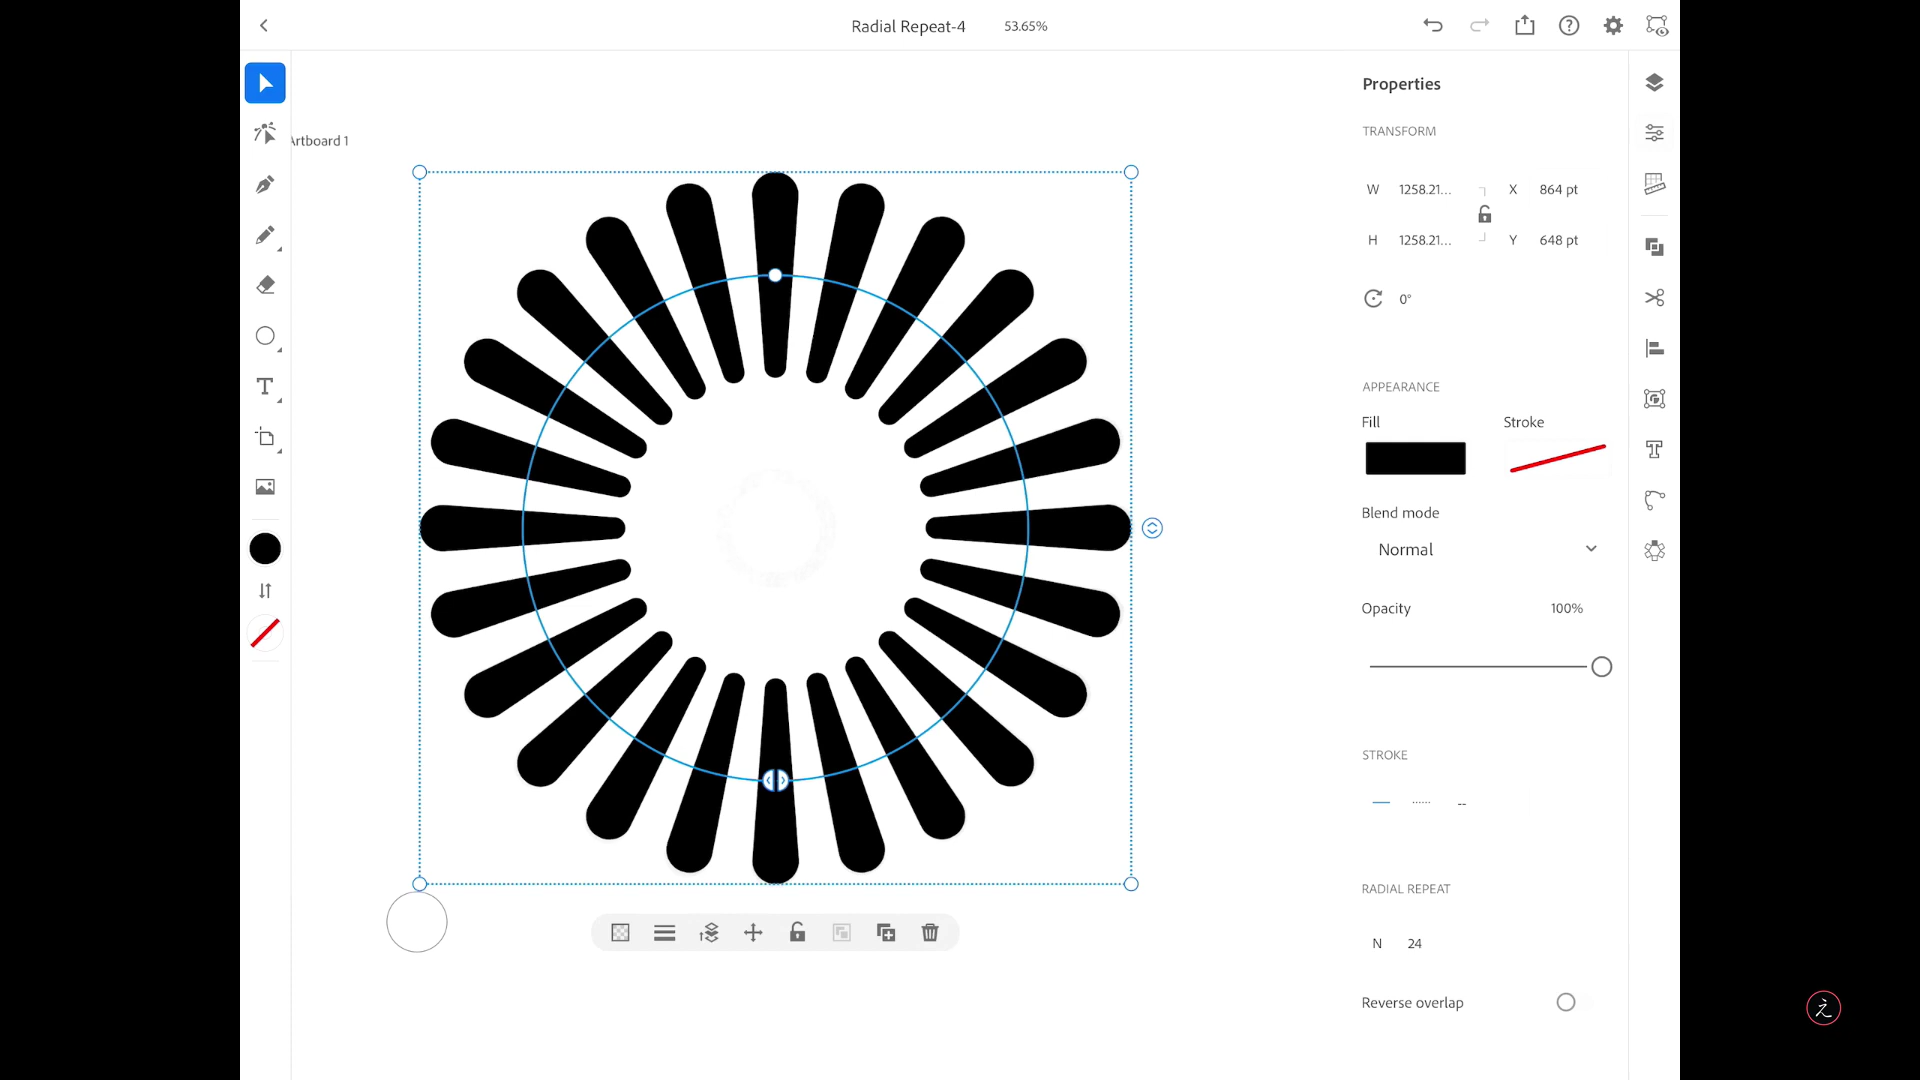 Radial Repeat-4 53.65%
Artboard 1
Properties
TRANSFORM
W 1258.21... X 864 pt
H 1258.21... Y 648 pt
0°
APPEARANCE
Fill Stroke
Blend mode
Normal
Opacity 100%
STROKE
RADIAL REPEAT
N 24
Reverse overlap
え